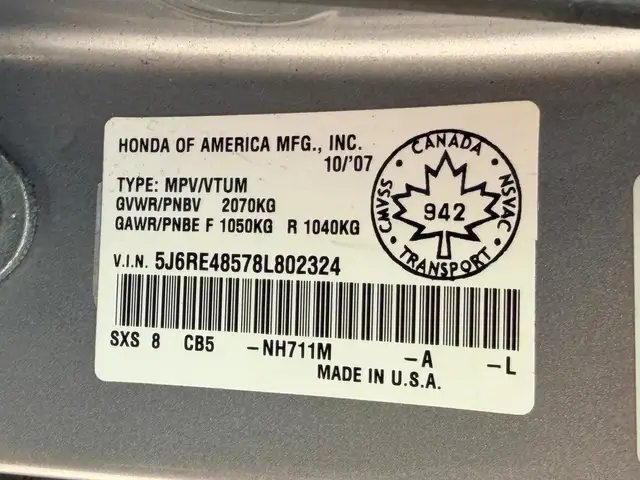 HONDA OF AMERICA MFG., INC.
10/'07
TYPE: MPV/VTUM
GVWR/PNBV 2070KG
GAWR/PNBE F 1050KG R 1040KG
V.I.N. 5J6RE48578L802324
SXS 8 CB5 -NH711M -A -L
MADE IN U.S.A.
CANADA
CMVSS
942
NSVAC
TRANSPORT